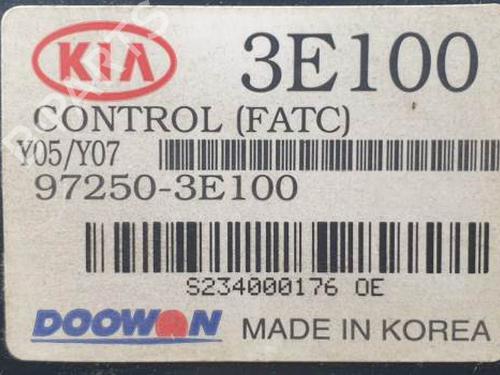 KIA 3E100
CONTROL (FATC)
Y05/Y07
97250-3E100
S234000176 OE
DOOWON MADE IN KOREA